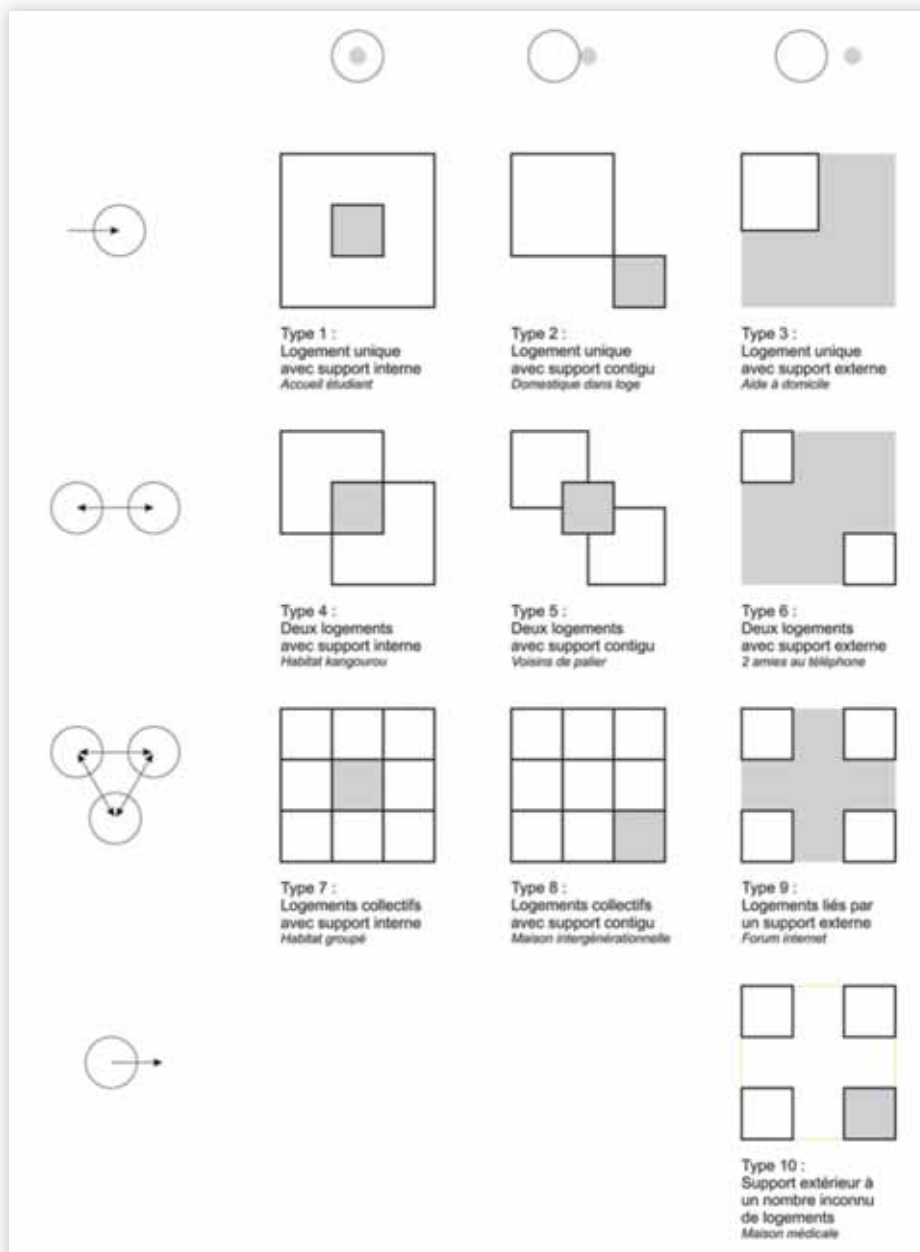 Type 1 :
Logement unique
avec support interne
Accueil étudiant
Type 2 :
Logement unique
avec support contigu
Domestique dans loge
Type 3 :
Logement unique
avec support externe
Aide à domicile
Type 4 :
Deux logements
avec support interne
Habitat kangourou
Type 5 :
Deux logements
avec support contigu
Voisins de palier
Type 6 :
Deux logements
avec support externe
2 amies au téléphone
Type 7 :
Logements collectifs
avec support interne
Habitat groupé
Type 8 :
Logements collectifs
avec support contigu
Maison intergénérationnelle
Type 9 :
Logements liés par
un support externe
Forum internet
Type 10 :
Support extérieur à
un nombre inconnu
de logements
Maison médicale